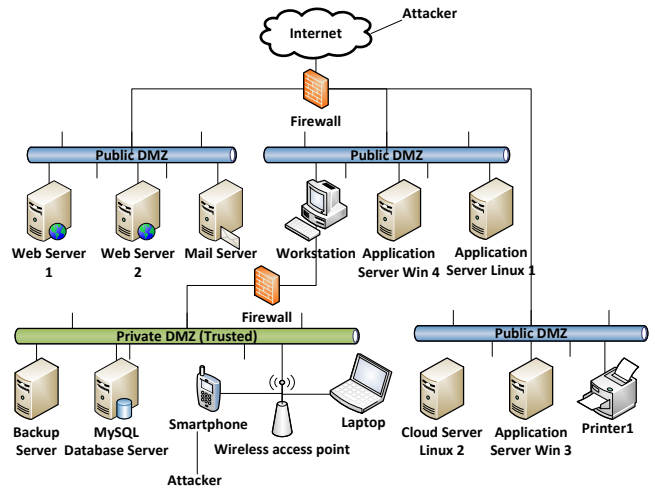 Attacker
Internet
Firewall
Public DMZ
Public DMZ
Web Server
1
Web Server
2
Mail Server
Workstation
Application
Server Win 4
Application
Server Linux 1
Firewall
Private DMZ (Trusted)
Public DMZ
Backup
Server
MySQL
Database Server
Smartphone
Wireless access point
Laptop
Cloud Server
Linux 2
Application
Server Win 3
Printer1
Attacker